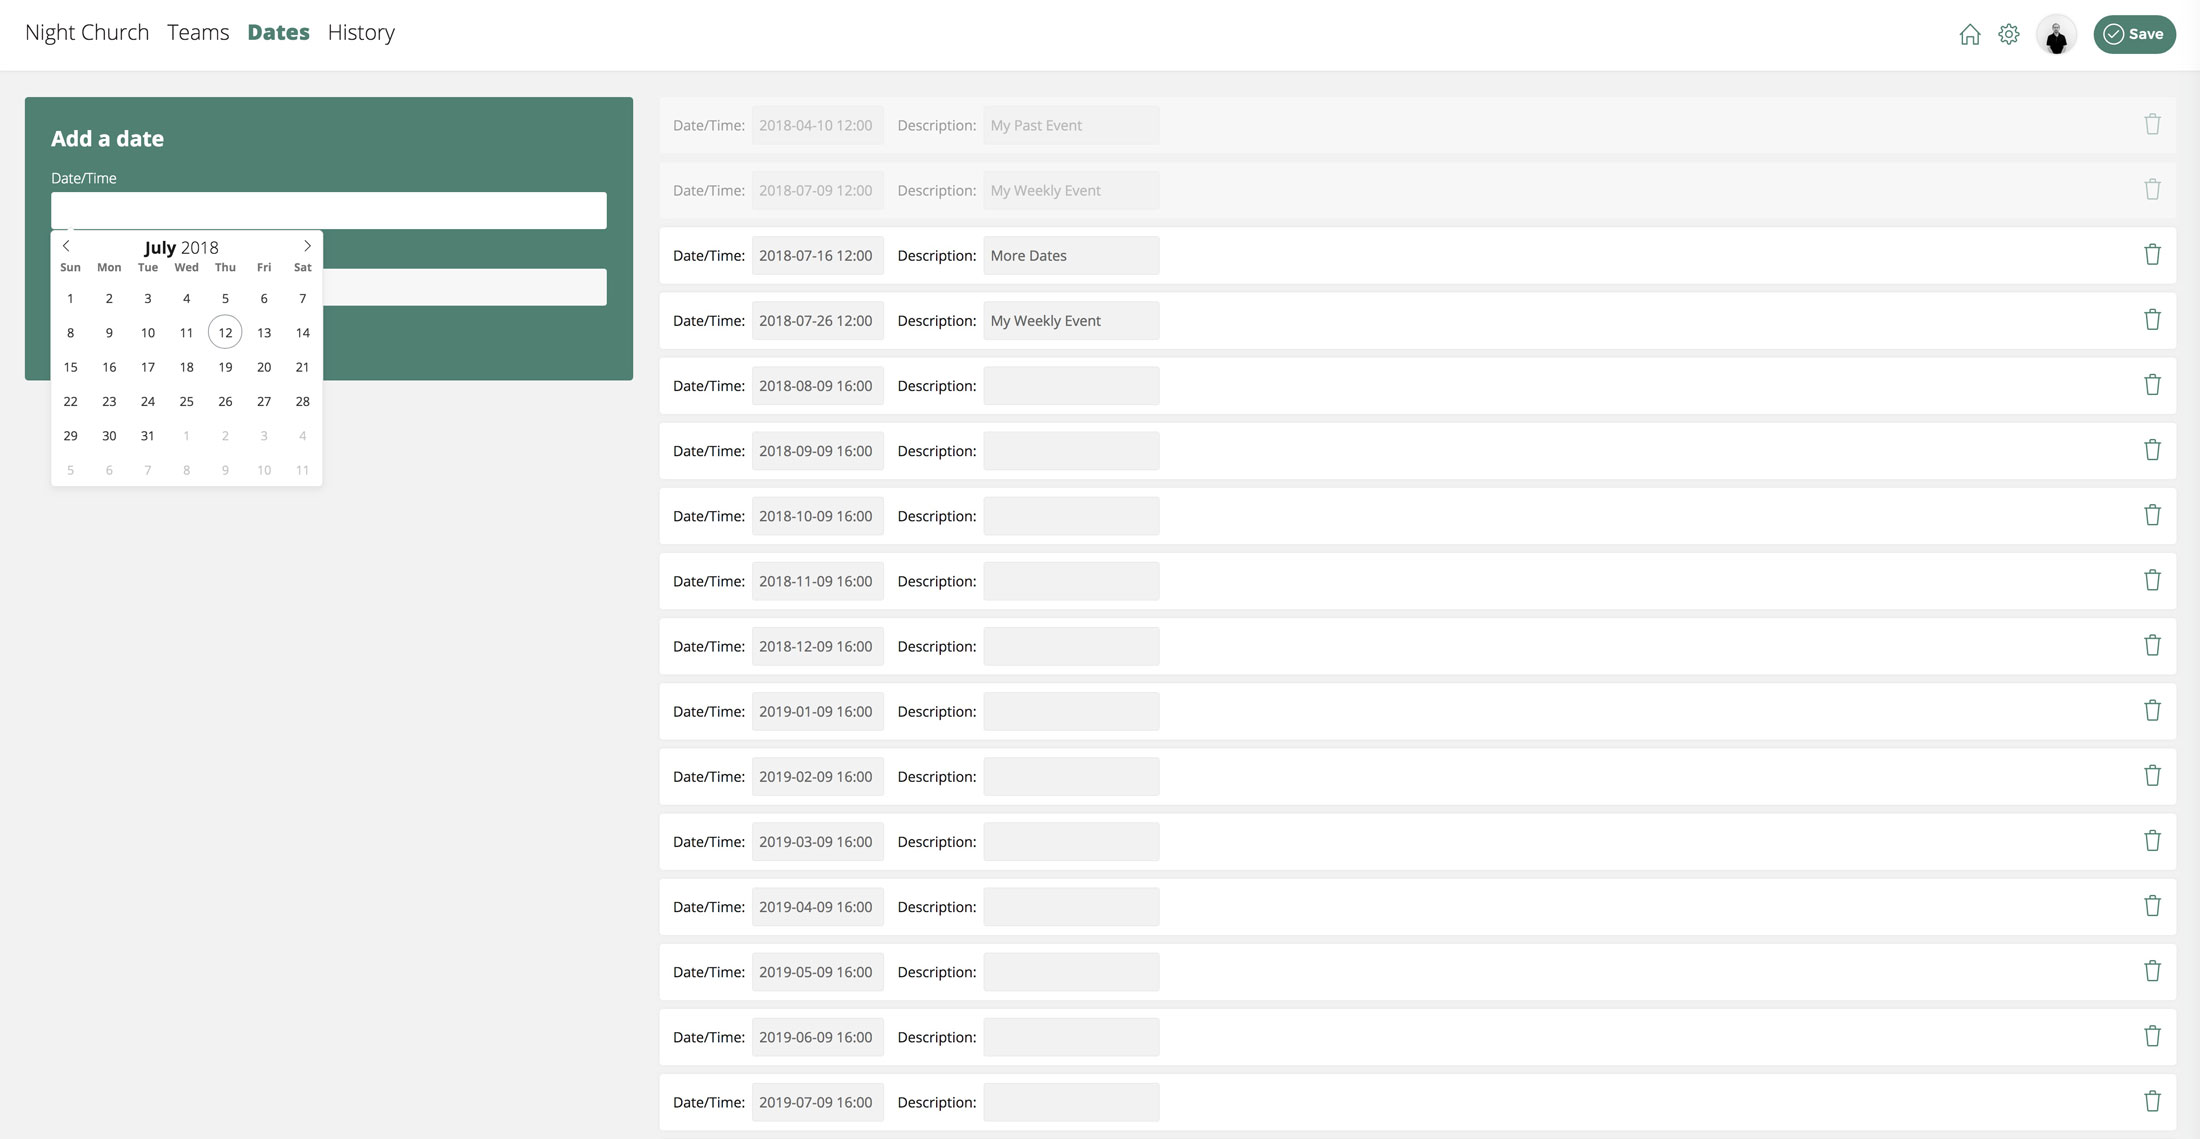 Night Church Teams Dates History
Save
Add a date
Date/Time
July 2018
Sun Mon Tue Wed Thu Fri Sat
1 2 3 4 5 6 7
8 9 10 11 12 13 14
15 16 17 18 19 20 21
22 23 24 25 26 27 28
29 30 31 1 2 3 4
5 6 7 8 9 10 11
Date/Time: 2018-04-10 12:00 Description: My Past Event
Date/Time: 2018-07-09 12:00 Description: My Weekly Event
Date/Time: 2018-07-16 12:00 Description: More Dates
Date/Time: 2018-07-26 12:00 Description: My Weekly Event
Date/Time: 2018-08-09 16:00 Description:
Date/Time: 2018-09-09 16:00 Description:
Date/Time: 2018-10-09 16:00 Description:
Date/Time: 2018-11-09 16:00 Description:
Date/Time: 2018-12-09 16:00 Description:
Date/Time: 2019-01-09 16:00 Description:
Date/Time: 2019-02-09 16:00 Description:
Date/Time: 2019-03-09 16:00 Description:
Date/Time: 2019-04-09 16:00 Description:
Date/Time: 2019-05-09 16:00 Description:
Date/Time: 2019-06-09 16:00 Description:
Date/Time: 2019-07-09 16:00 Description: